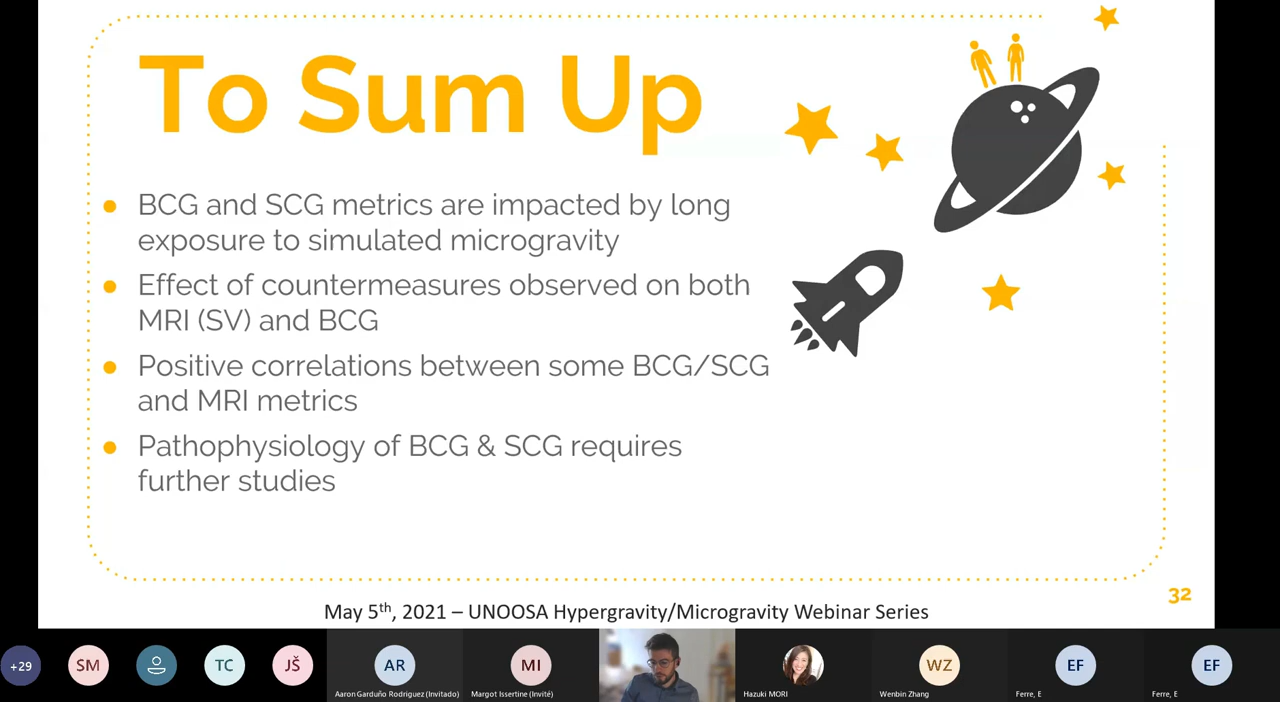 To Sum Up
● BCG and SCG metrics are impacted by long
exposure to simulated microgravity
● Effect of countermeasures observed on both
MRI (SV) and BCG
● Positive correlations between some BCG/SCG
and MRI metrics
● Pathophysiology of BCG & SCG requires
further studies
32
May 5th, 2021 – UNOOSA Hypergravity/Microgravity Webinar Series
+29
SM
TC
JŠ
AR
MI
WZ
EF
EF
Aaron Garduño Rodriguez (Invitado)
Margot Issertine (Invité)
Hazuki MORI
Wenbin Zhang
Ferre, E
Ferre, E